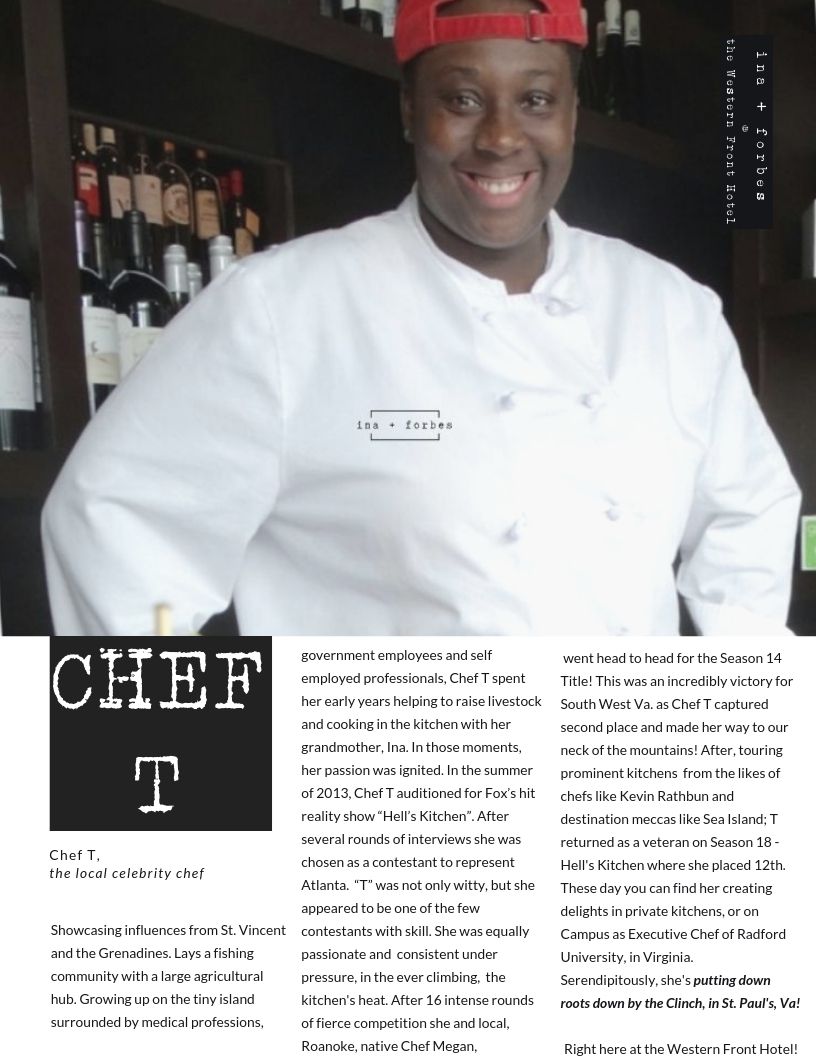 ina + forbes
@
the Western Front Hotel
ina + forbes
CHEF
T
Chef T,
the local celebrity chef
Showcasing influences from St. Vincent
and the Grenadines. Lays a fishing
community with a large agricultural
hub. Growing up on the tiny island
surrounded by medical professions,
government employees and self
employed professionals, Chef T spent
her early years helping to raise livestock
and cooking in the kitchen with her
grandmother, Ina. In those moments,
her passion was ignited. In the summer
of 2013, Chef T auditioned for Fox’s hit
reality show “Hell’s Kitchen”. After
several rounds of interviews she was
chosen as a contestant to represent
Atlanta. “T” was not only witty, but she
appeared to be one of the few
contestants with skill. She was equally
passionate and consistent under
pressure, in the ever climbing, the
kitchen's heat. After 16 intense rounds
of fierce competition she and local,
Roanoke, native Chef Megan,
went head to head for the Season 14
Title! This was an incredibly victory for
South West Va. as Chef T captured
second place and made her way to our
neck of the mountains! After, touring
prominent kitchens from the likes of
chefs like Kevin Rathbun and
destination meccas like Sea Island; T
returned as a veteran on Season 18 -
Hell's Kitchen where she placed 12th.
These day you can find her creating
delights in private kitchens, or on
Campus as Executive Chef of Radford
University, in Virginia.
Serendipitously, she's putting down
roots down by the Clinch, in St. Paul's, Va!
Right here at the Western Front Hotel!